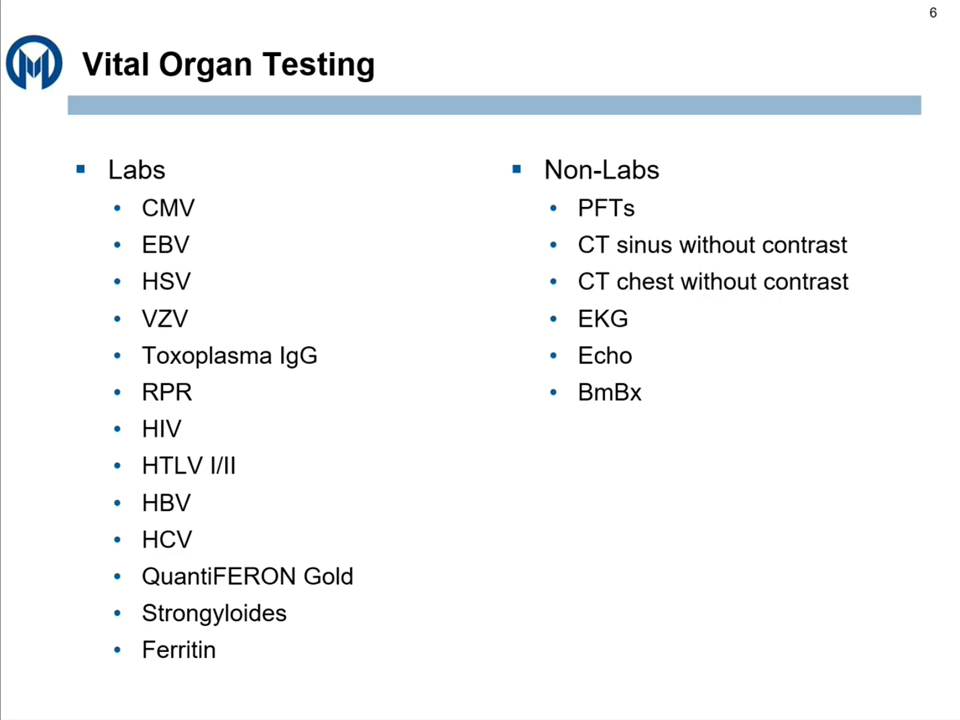 6
Vital Organ Testing
Labs
CMV
EBV
HSV
VZV
Toxoplasma IgG
RPR
HIV
HTLV I/II
HBV
HCV
QuantiFERON Gold
Strongyloides
Ferritin
Non-Labs
PFTs
CT sinus without contrast
CT chest without contrast
EKG
Echo
BmBx